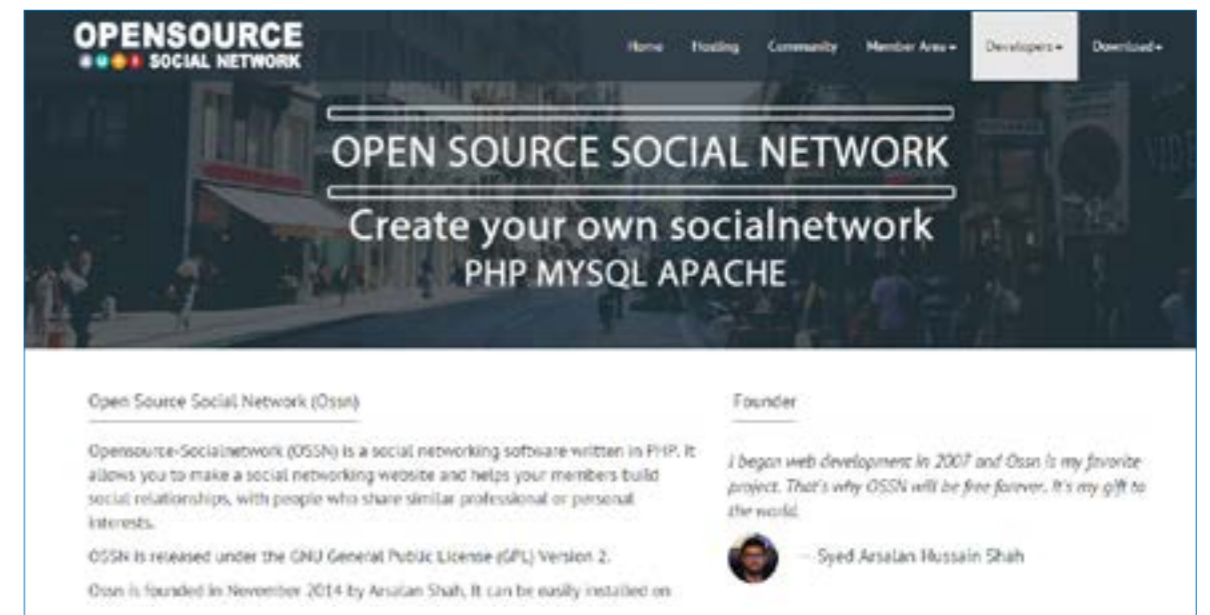 OPENSOURCE
SOCIAL NETWORK
Home Hosting Community Member Area Developers Download
OPEN SOURCE SOCIAL NETWORK
Create your own socialnetwork
PHP MYSQL APACHE
Open Source Social Network (Ossn)
Opensource-Socialnetwork (OSSN) is a social networking software written in PHP. It
allows you to make a social networking website and helps your members build
social relationships, with people who share similar professional or personal
interests.
OSSN is released under the GNU General Public License (GPL) Version 2.
Ossn is founded in November 2014 by Arsalan Shah, It can be easily installed on
Founder
I began web development in 2007 and Ossn is my favorite
project. That's why OSSN will be free forever. It's my gift to
the world.
— Syed Arsalan Hussain Shah